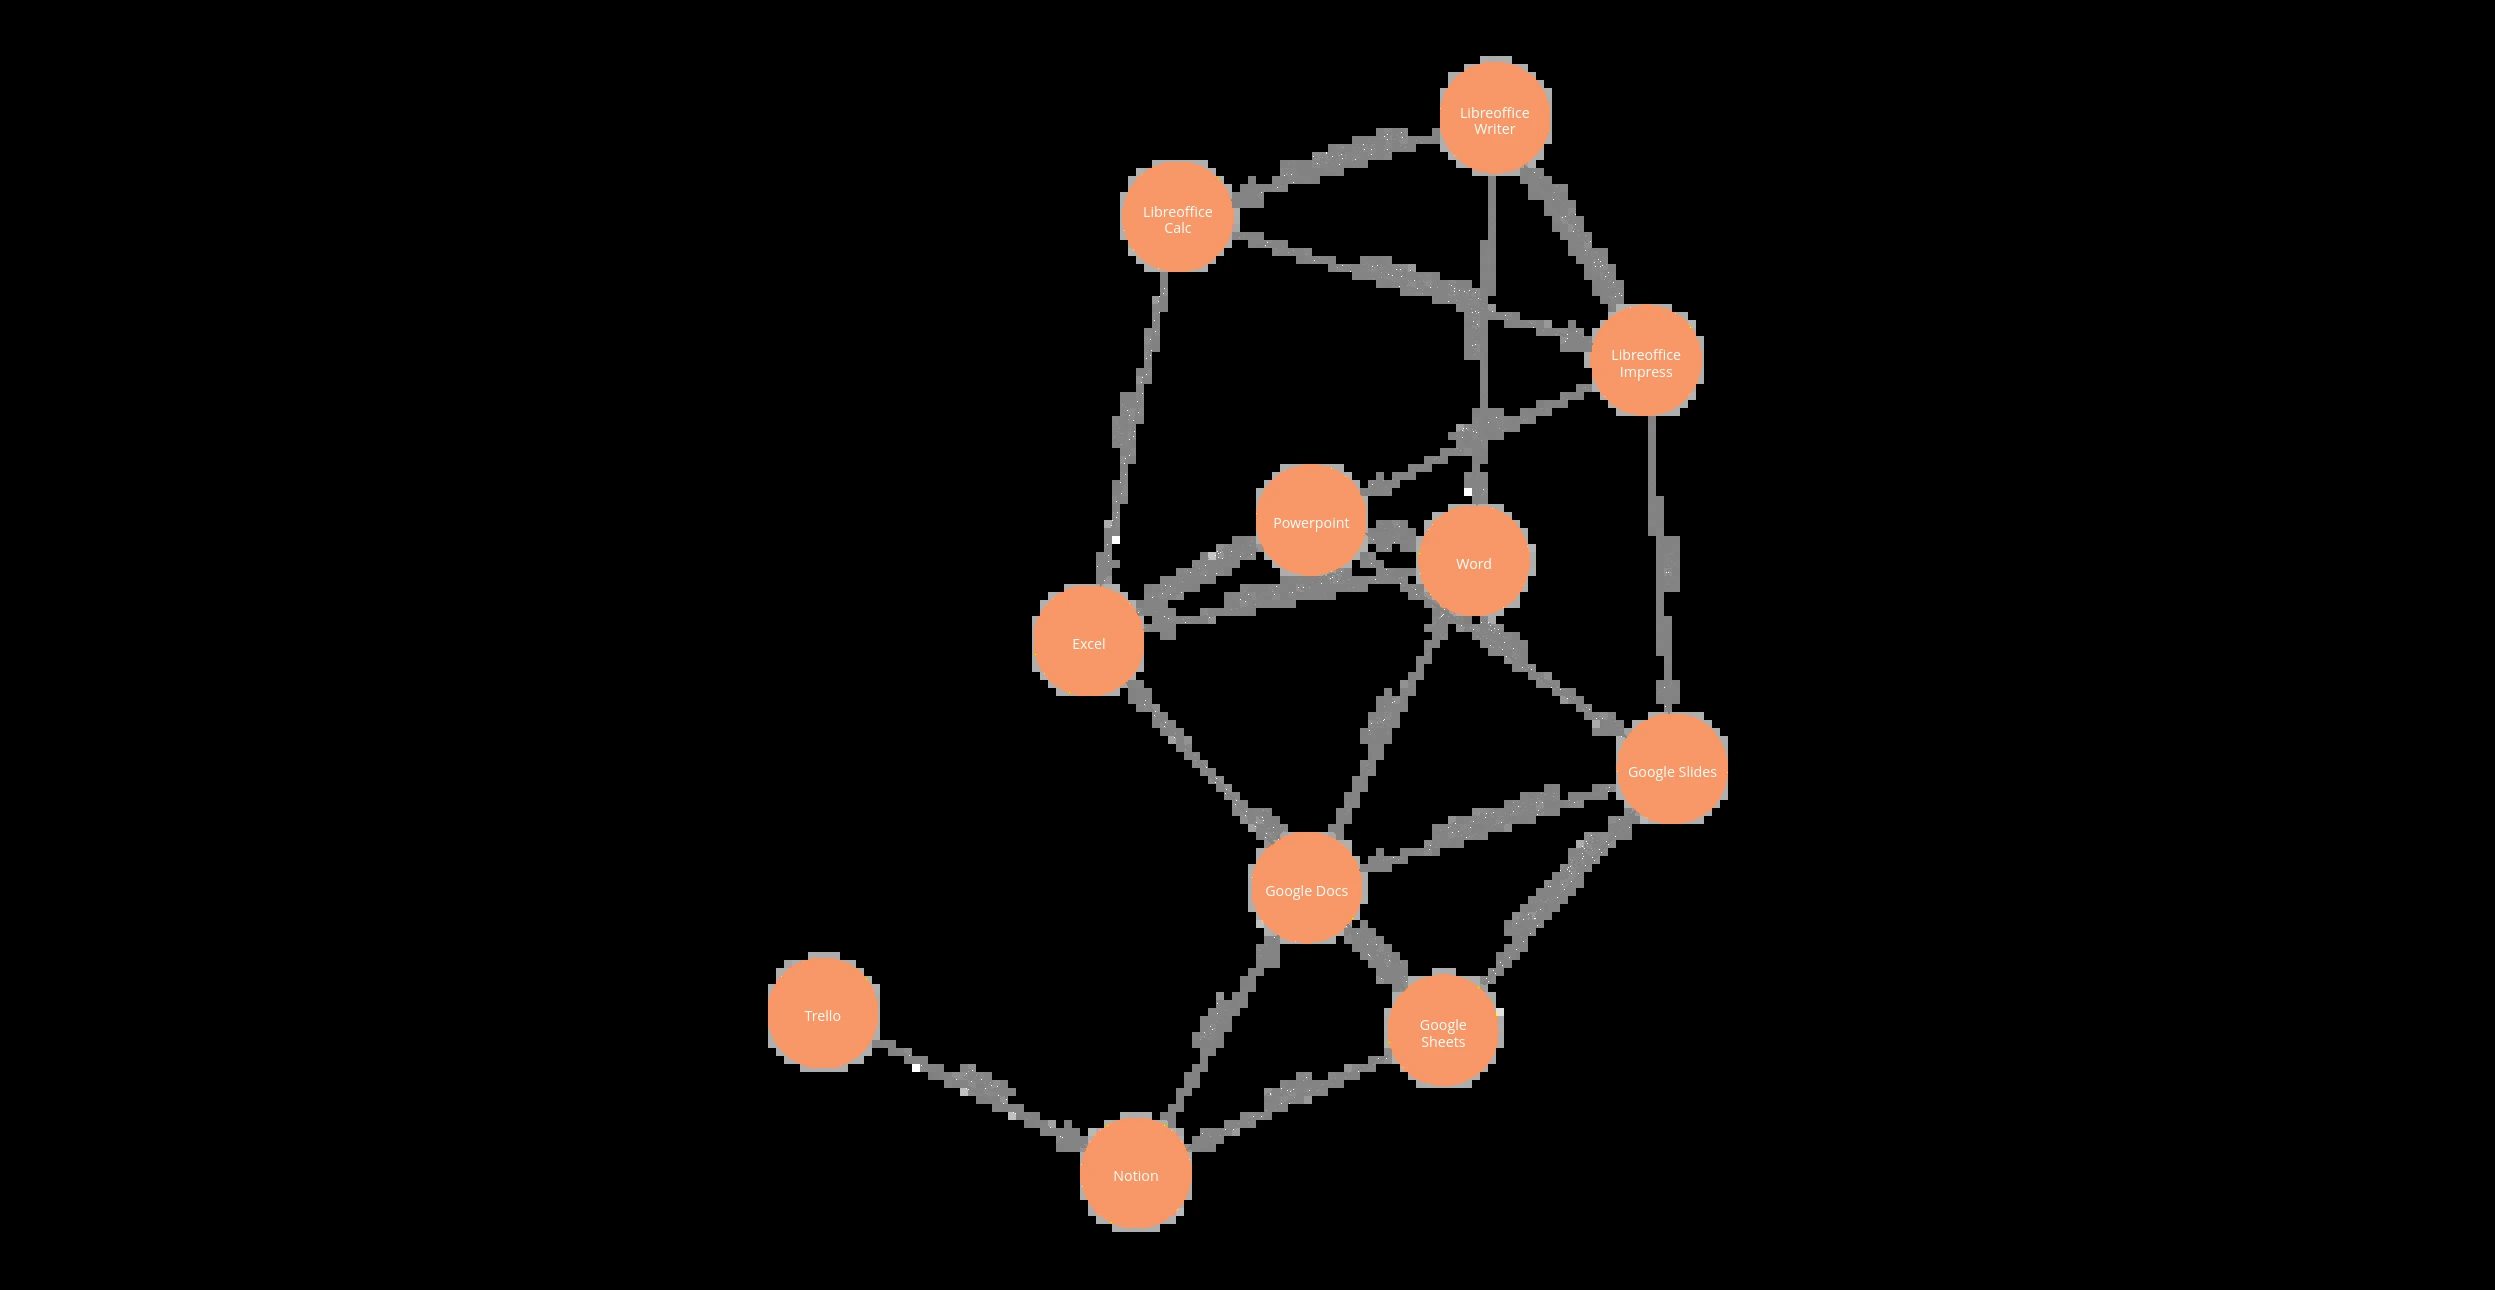 Libreoffice
Writer
Libreoffice
Calc
Libreoffice
Impress
Powerpoint
Word
Excel
Google Slides
Google Docs
Trello
Google
Sheets
Notion